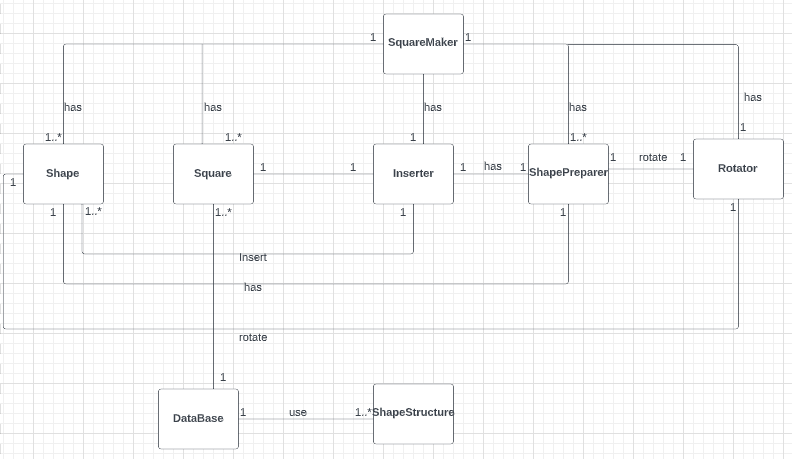 SquareMaker
1
1
has
has
has
has
has
1..*
1..*
1
1..*
1
Shape
Square
Inserter
ShapePreparer
Rotator
1
1
1
1
has
1
1
rotate
1
1
1..*
1..*
1
1
1
Insert
has
rotate
1
DataBase
1
use
1..*
ShapeStructure